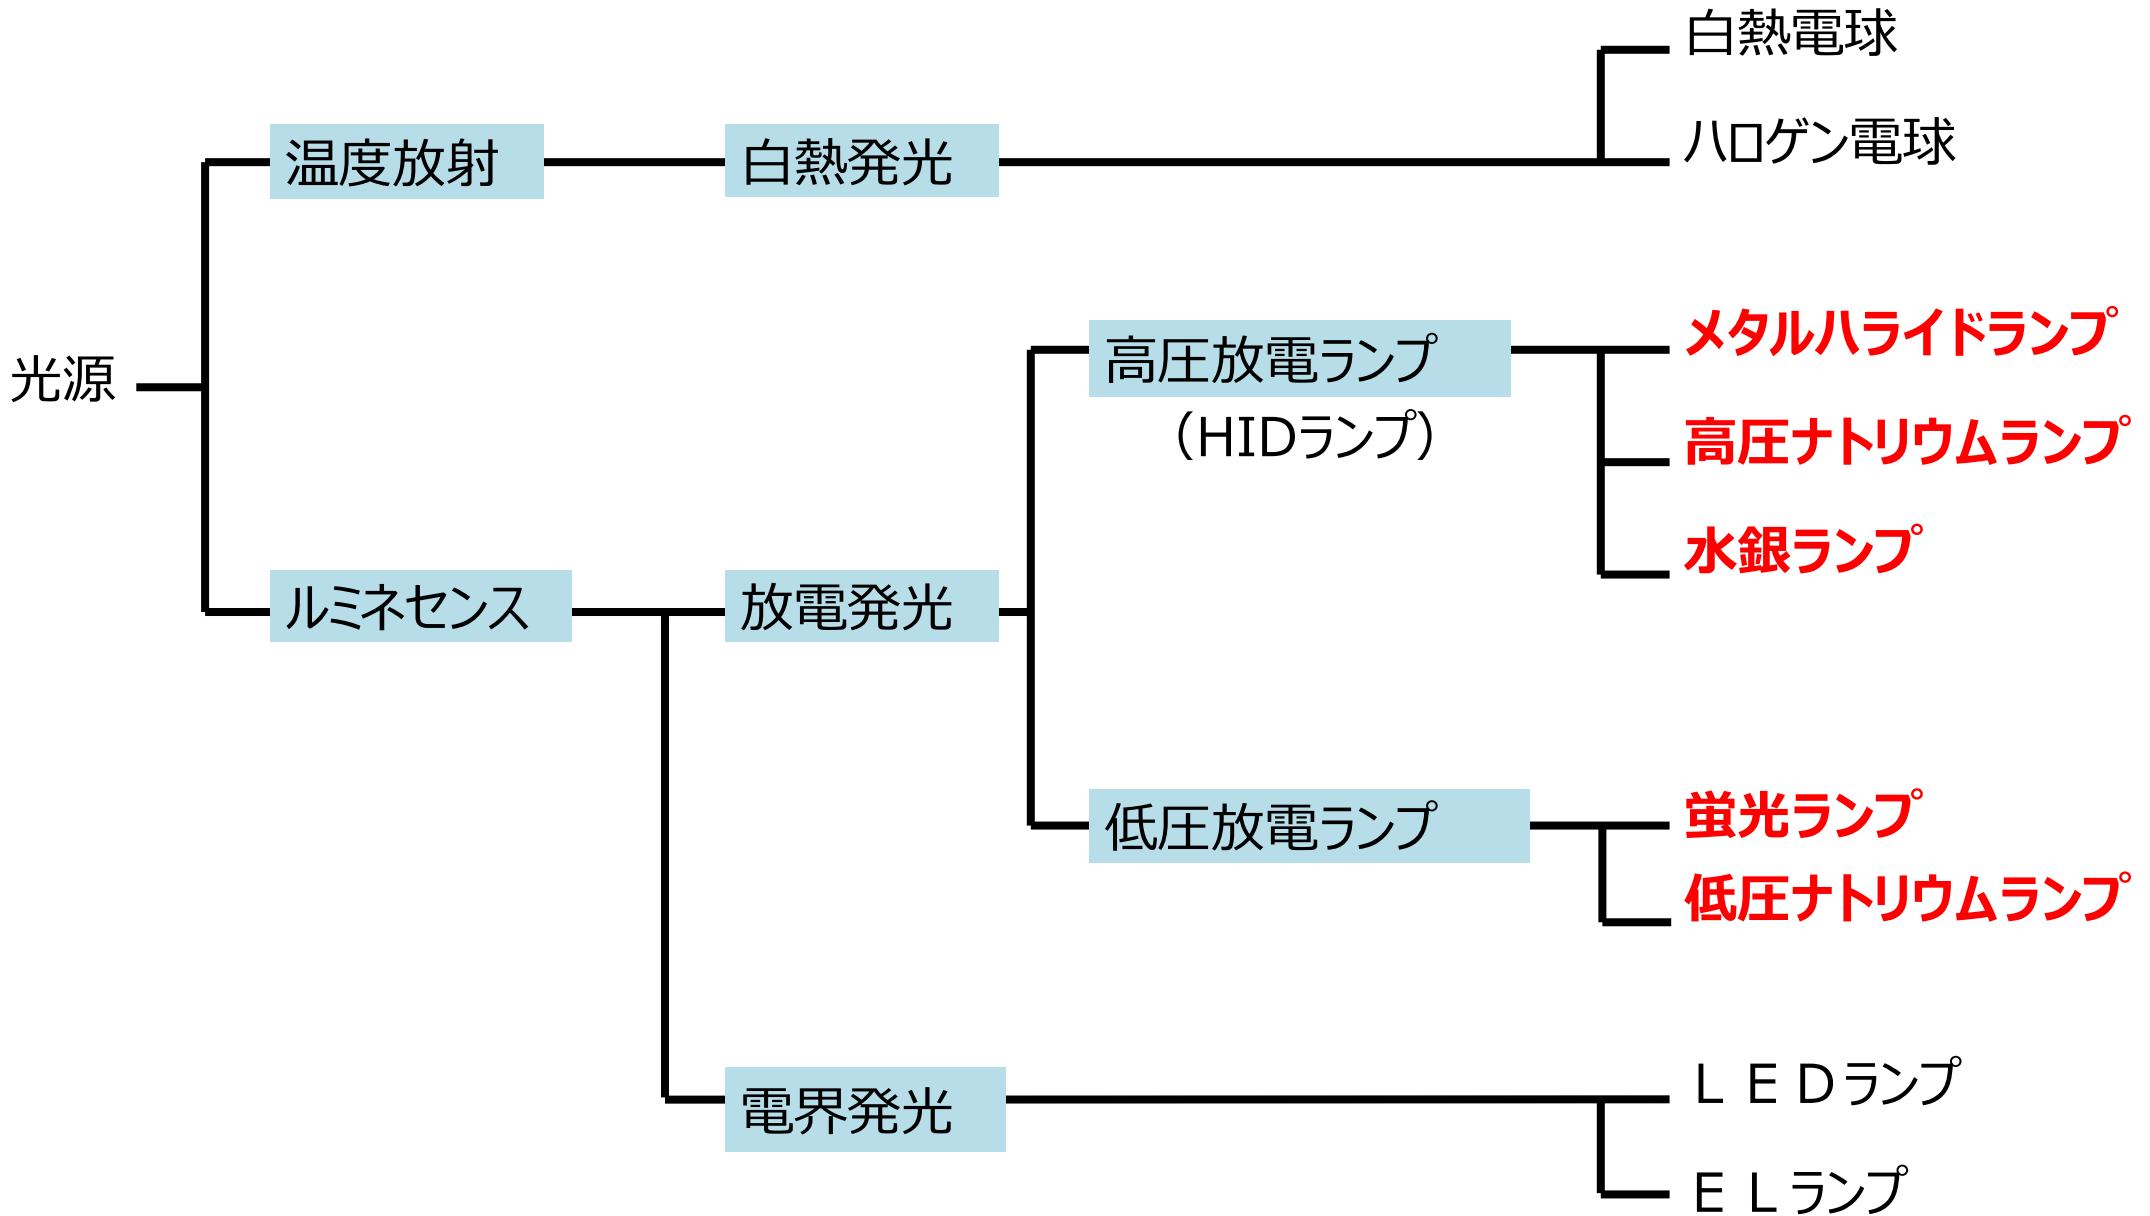 白熱電球
ハロゲン電球
温度放射
白熱発光
メタルハライドランプ
高圧放電ランプ
（HIDランプ）
高圧ナトリウムランプ
水銀ランプ
光源
ルミネセンス
放電発光
低圧放電ランプ
蛍光ランプ
低圧ナトリウムランプ
電界発光
ＬＥＤランプ
ＥＬランプ